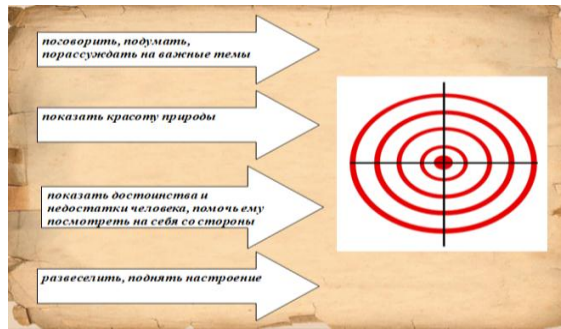 поговорить, подумать,
порассуждать на важные темы
показать красоту природы
показать достоинства и
недостатки человека, помочь ему
посмотреть на себя со стороны
развеселить, поднять настроение